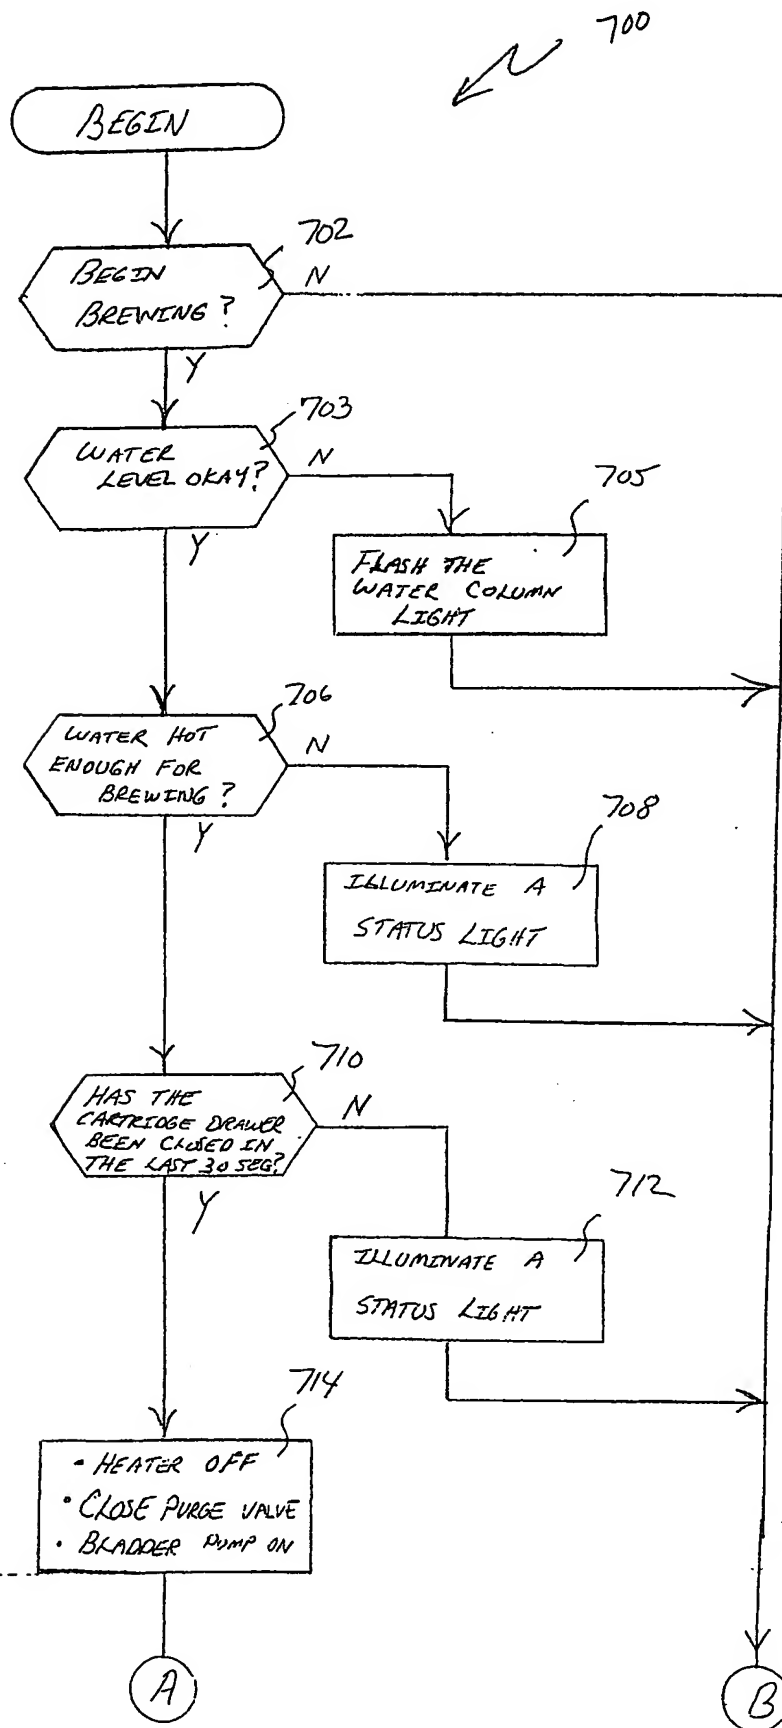 700
BEGIN
702
BEGIN
BREWING?
N
Y
703
WATER
LEVEL OKAY?
N
Y
705
FLASH THE
WATER COLUMN
LIGHT
706
WATER HOT
ENOUGH FOR
BREWING?
N
Y
708
ILLUMINATE A
STATUS LIGHT
710
HAS THE
CARTRIDGE DRAWER
BEEN CLOSED IN
THE LAST 30 SEC?
N
Y
712
ILLUMINATE A
STATUS LIGHT
714
• HEATER OFF
• CLOSE PURGE VALVE
• BLADDER PUMP ON
A
B